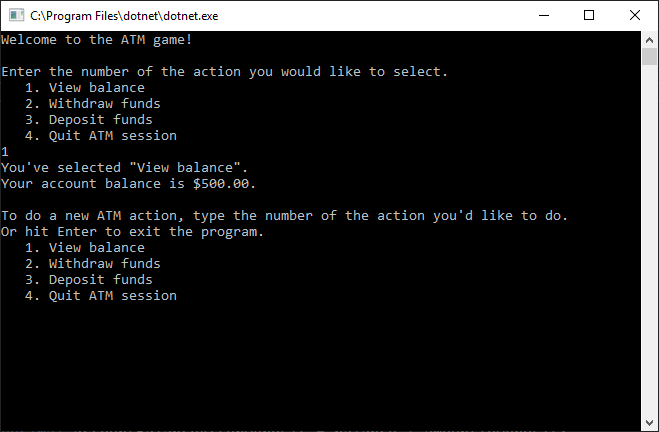 C:\Program Files\dotnet\dotnet.exe
Welcome to the ATM game!
Enter the number of the action you would like to select.
1. View balance
2. Withdraw funds
3. Deposit funds
4. Quit ATM session
1
You've selected "View balance".
Your account balance is $500.00.
To do a new ATM action, type the number of the action you'd like to do.
Or hit Enter to exit the program.
1. View balance
2. Withdraw funds
3. Deposit funds
4. Quit ATM session